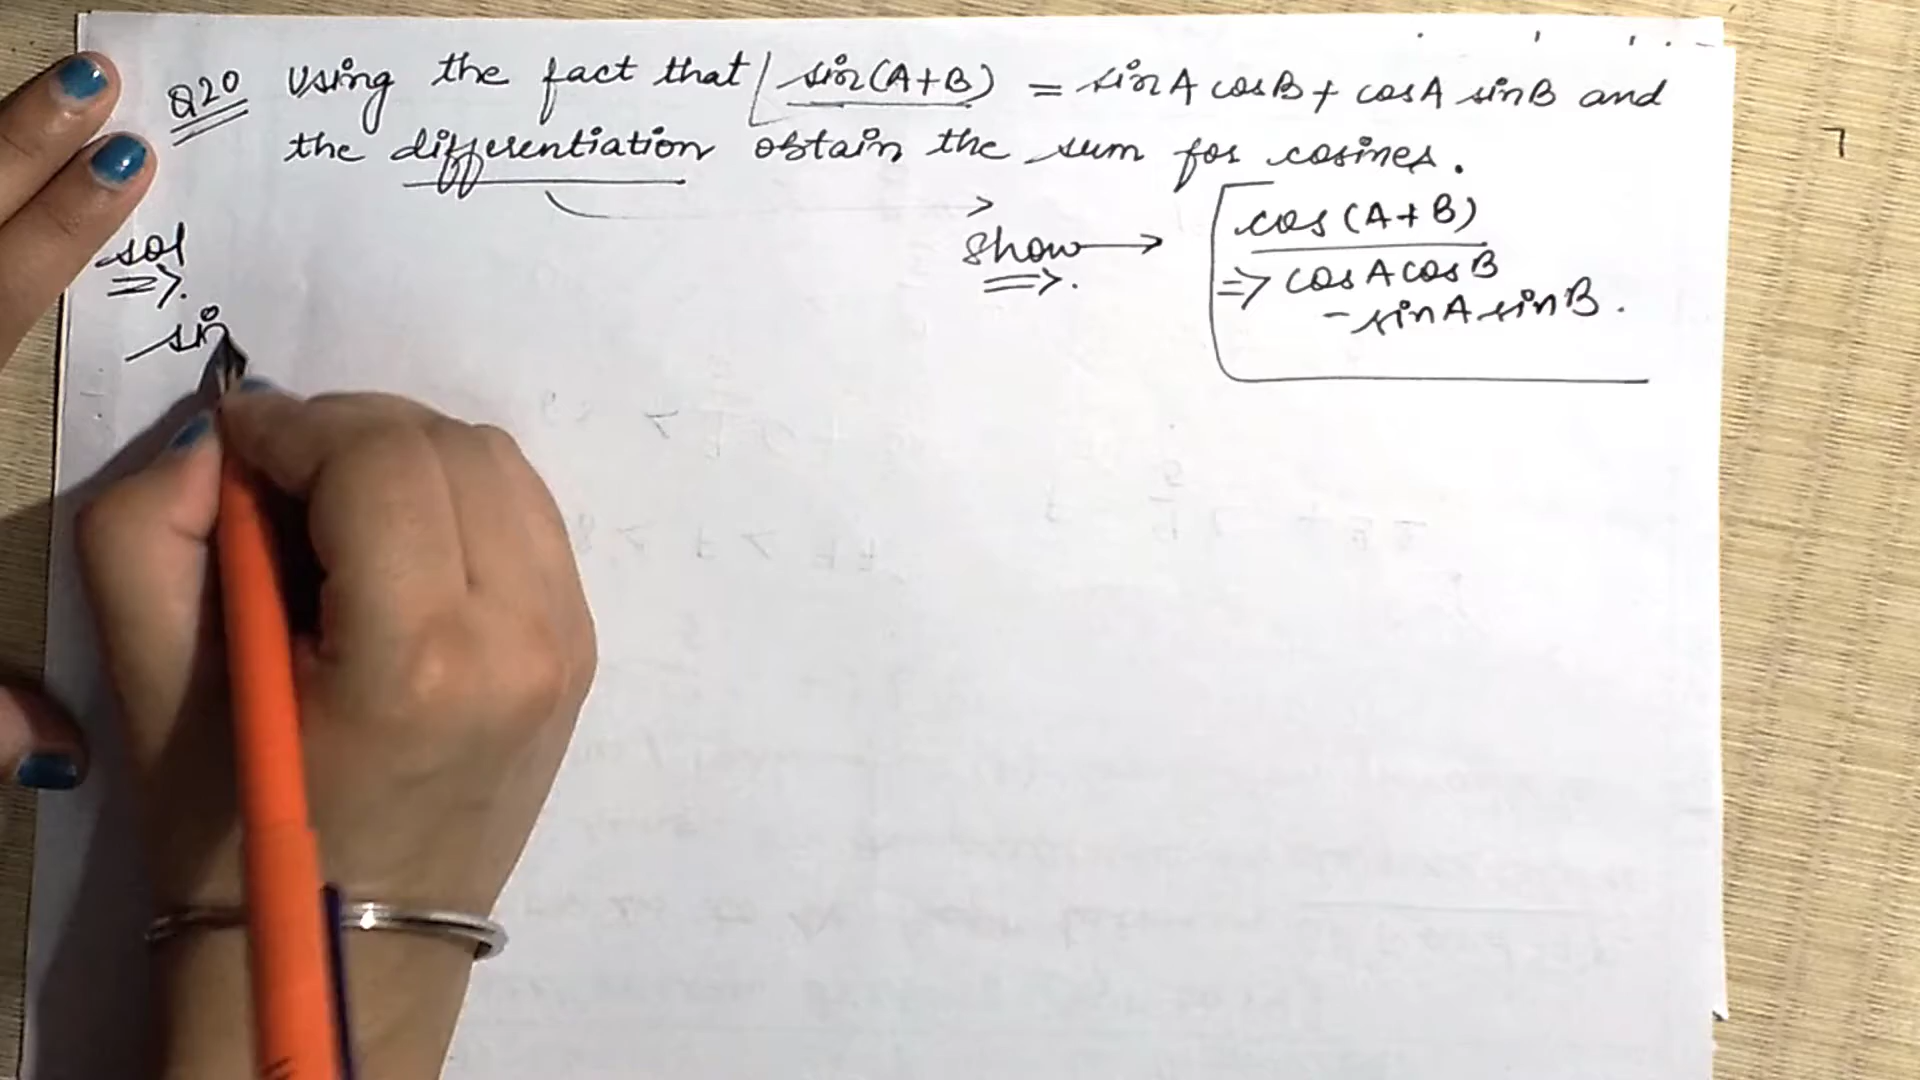 Q20 Using the fact that sin(A+B) = sinA cosB + cosA sinB and
the differentiation obtain the sum for cosines.
sol
⇒.
show → cos(A+B)
⇒ cosA cosB
- sinA sinB.
⇒.
sin